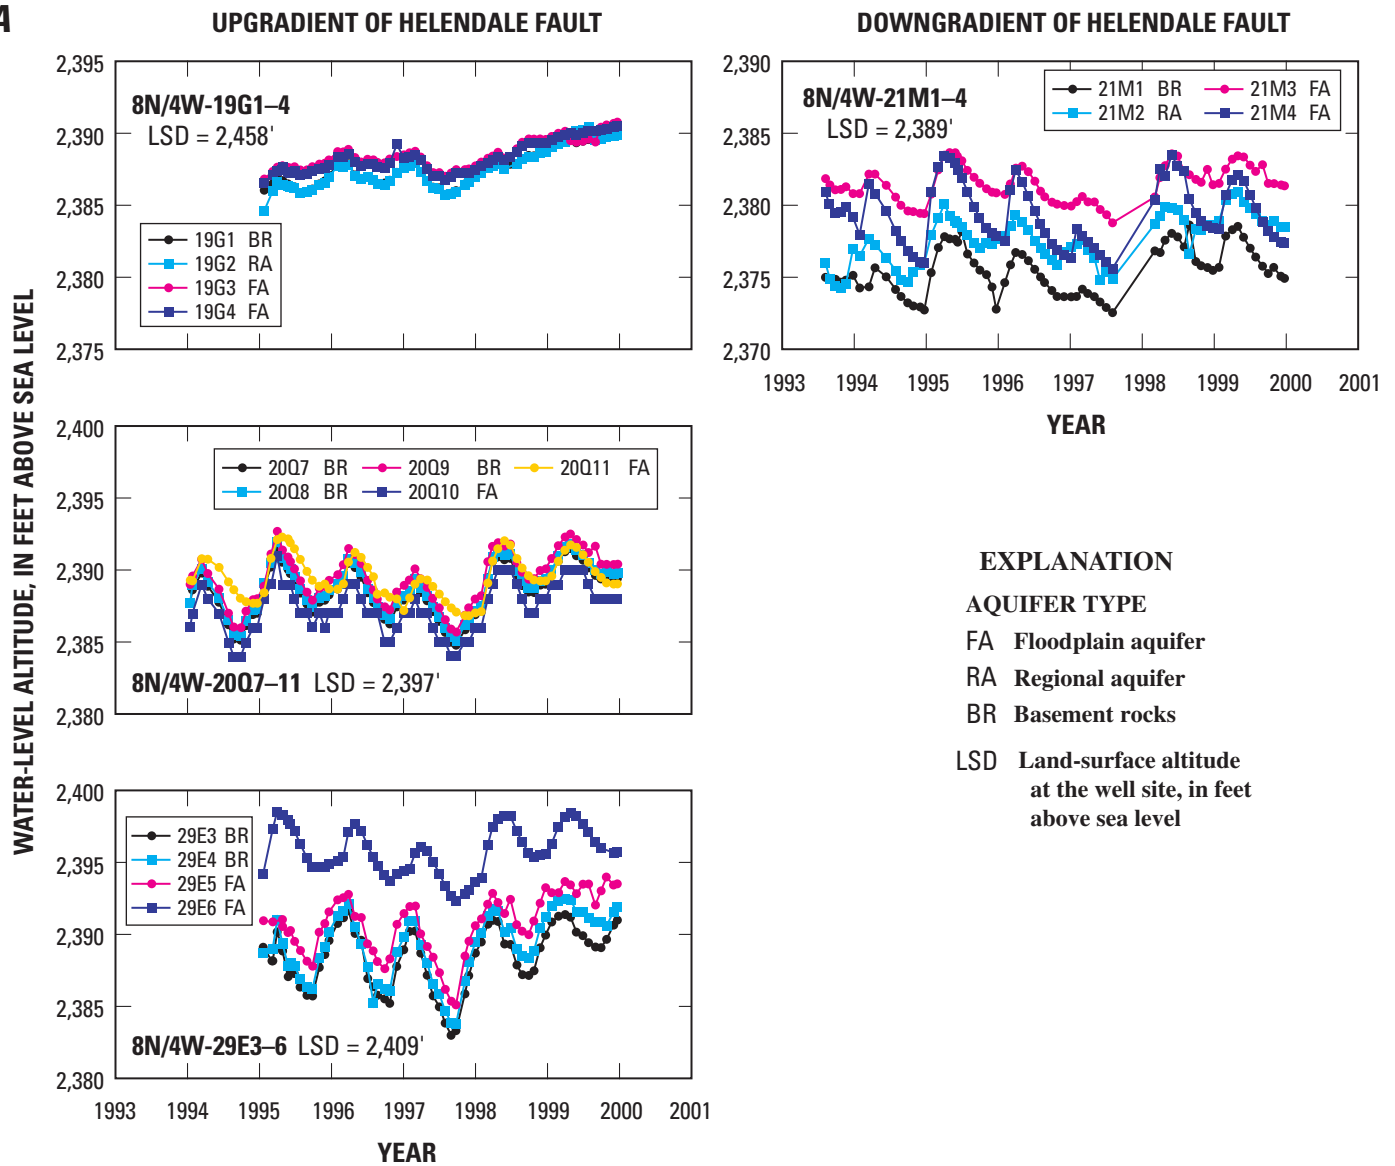 A
UPGRADIENT OF HELENDALE FAULT
DOWNGRADIENT OF HELENDALE FAULT
WATER-LEVEL ALTITUDE, IN FEET ABOVE SEA LEVEL
2,395
2,390
2,385
2,380
2,375
8N/4W-19G1–4
LSD = 2,458'
19G1 BR
19G2 RA
19G3 FA
19G4 FA
2,390
2,385
2,380
2,375
2,370
8N/4W-21M1–4
LSD = 2,389'
21M1 BR 21M3 FA
21M2 RA 21M4 FA
1993 1994 1995 1996 1997 1998 1999 2000 2001
YEAR
2,400
2,395
2,390
2,385
2,380
20Q7 BR 20Q9 BR 20Q11 FA
20Q8 BR 20Q10 FA
8N/4W-20Q7–11 LSD = 2,397'
EXPLANATION
AQUIFER TYPE
FA Floodplain aquifer
RA Regional aquifer
BR Basement rocks
LSD Land-surface altitude
at the well site, in feet
above sea level
2,400
2,395
2,390
2,385
2,380
29E3 BR
29E4 BR
29E5 FA
29E6 FA
8N/4W-29E3–6 LSD = 2,409'
1993 1994 1995 1996 1997 1998 1999 2000 2001
YEAR